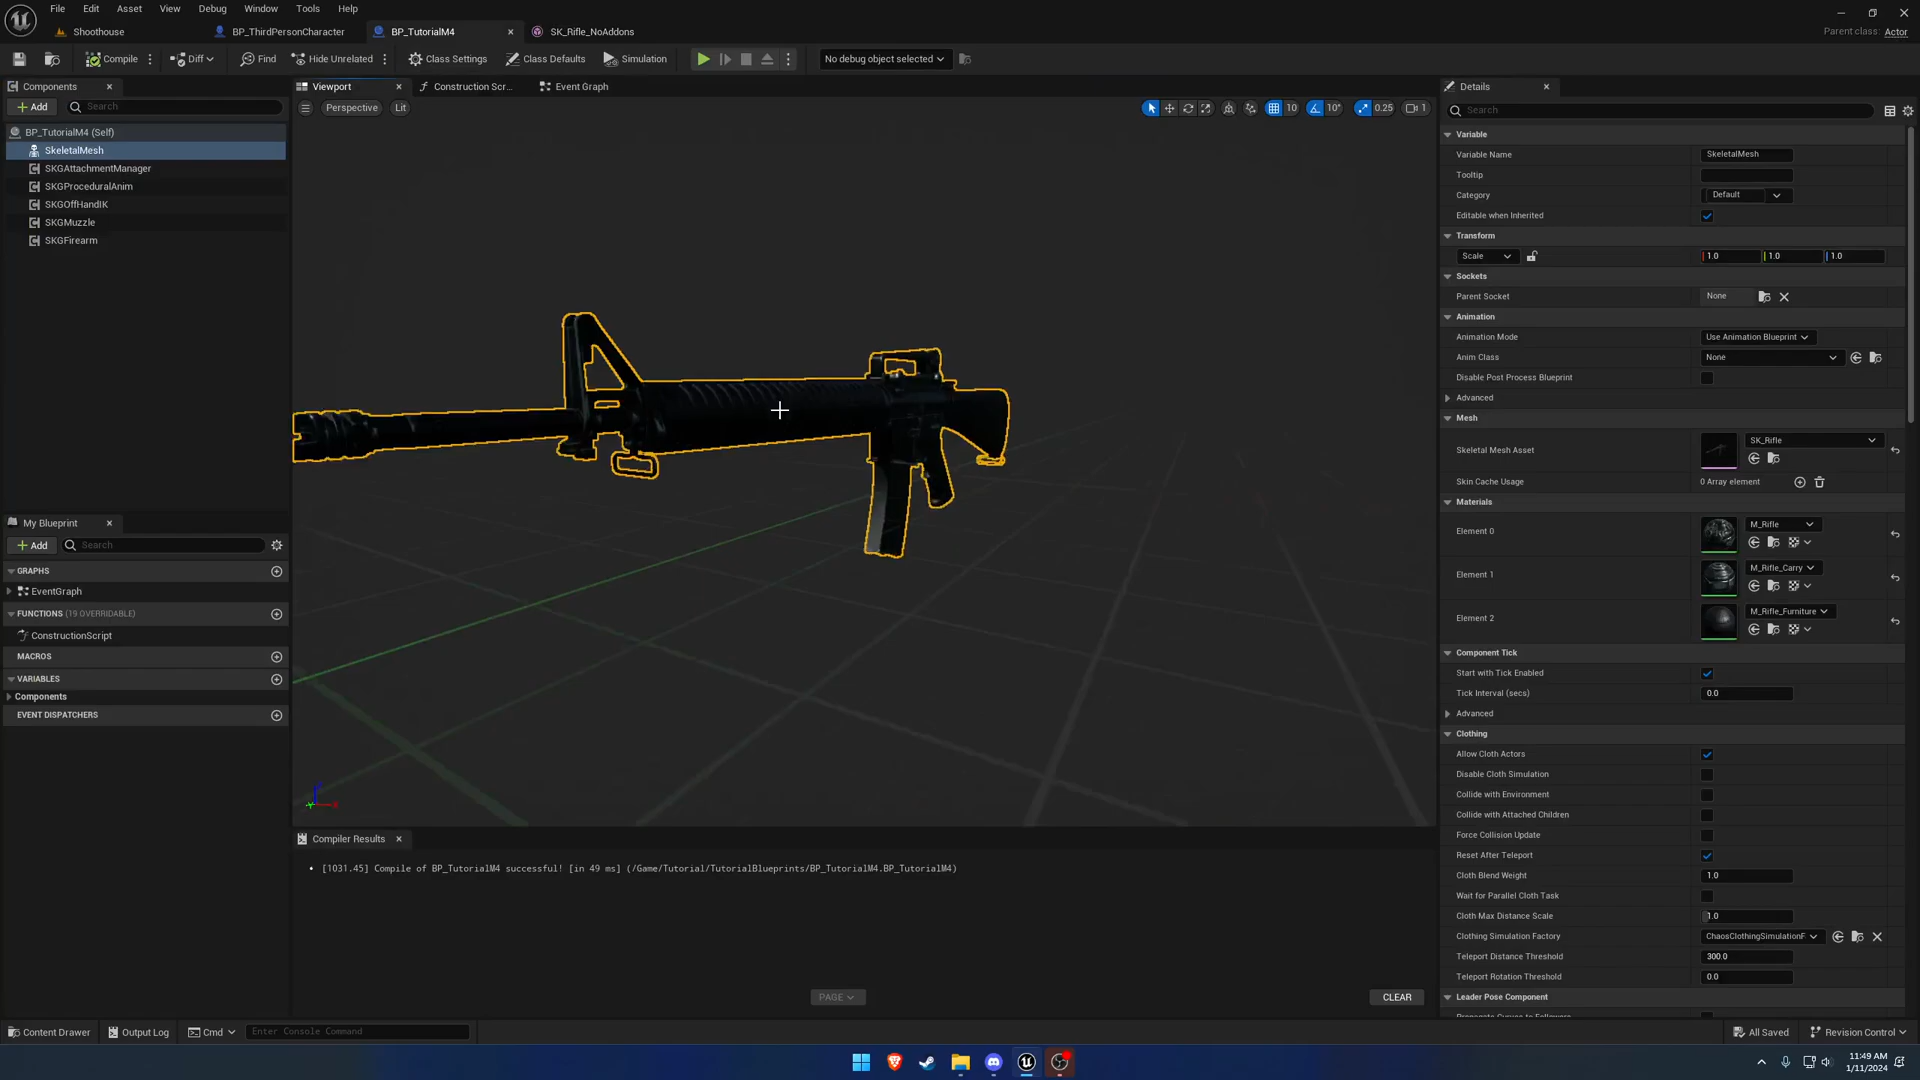 File Edit Asset View Debug Window Tools Help
Shoothouse BP_ThirdPersonCharacter BP_TutorialM4 SK_Rifle_NoAddons
Parent class: Actor
Compile Diff Find Hide Unrelated Class Settings Class Defaults Simulation No debug object selected
Components
Add Search
BP_TutorialM4 (Self)
SkeletalMesh
SKGAttachmentManager
SKGProceduralAnim
SKGOffHandIK
SKGMuzzle
SKGFirearm
My Blueprint
Add Search
GRAPHS
EventGraph
FUNCTIONS (19 OVERRIDABLE)
ConstructionScript
MACROS
VARIABLES
Components
EVENT DISPATCHERS
Viewport Construction Scr... Event Graph
Perspective Lit 10 10° 0.25 1
Compiler Results
[1031.45] Compile of BP_TutorialM4 successful! [in 49 ms] (/Game/Tutorial/TutorialBlueprints/BP_TutorialM4.BP_TutorialM4)
PAGE CLEAR
Details
Search
Variable
Variable Name SkeletalMesh
Tooltip
Category Default
Editable when Inherited
Transform
Scale 1.0 1.0 1.0
Sockets
Parent Socket None
Animation
Animation Mode Use Animation Blueprint
Anim Class None
Disable Post Process Blueprint
Advanced
Mesh
Skeletal Mesh Asset SK_Rifle
Skin Cache Usage 0 Array element
Materials
Element 0 M_Rifle
Element 1 M_Rifle_Carry
Element 2 M_Rifle_Furniture
Component Tick
Start with Tick Enabled
Tick Interval (secs) 0.0
Advanced
Clothing
Allow Cloth Actors
Disable Cloth Simulation
Collide with Environment
Collide with Attached Children
Force Collision Update
Reset After Teleport
Cloth Blend Weight 1.0
Wait for Parallel Cloth Task
Cloth Max Distance Scale 1.0
Clothing Simulation Factory ChaosClothingSimulationF
Teleport Distance Threshold 300.0
Teleport Rotation Threshold 0.0
Leader Pose Component
Content Drawer Output Log Cmd Enter Console Command All Saved Revision Control
11:49 AM
1/11/2024